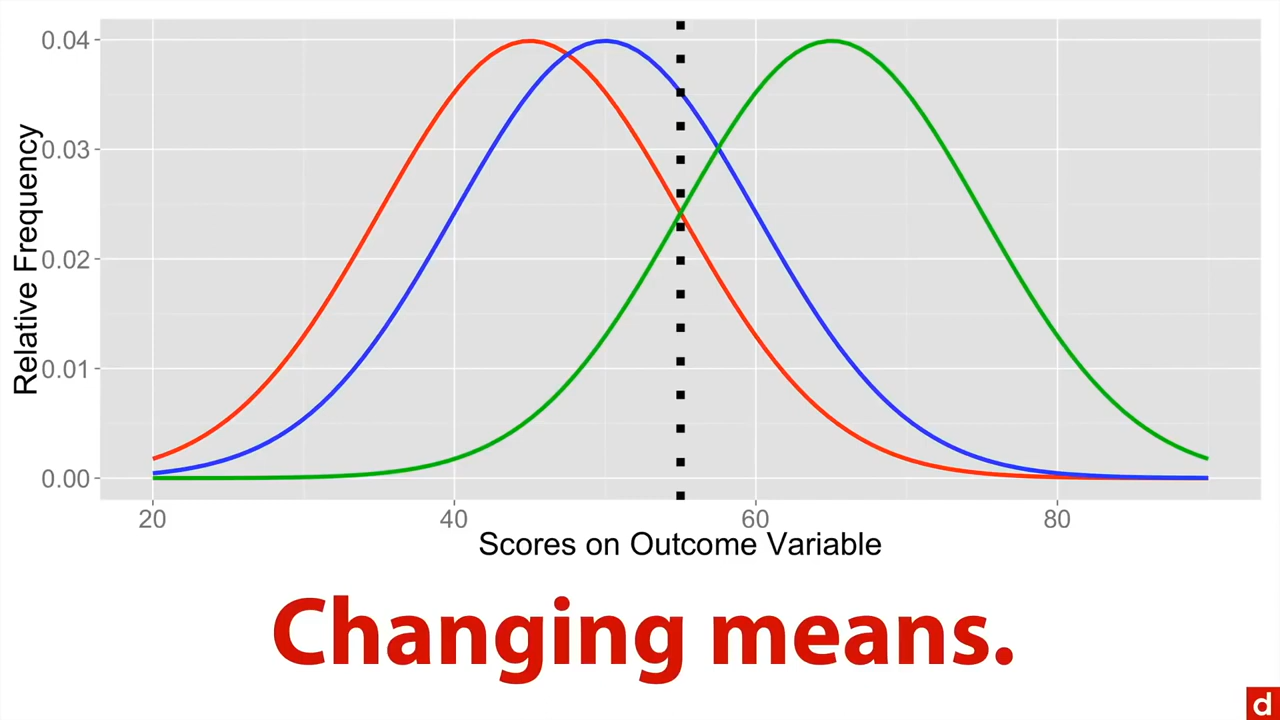 0.04
0.03
0.02
0.01
0.00
Relative Frequency
20 40 60 80
Scores on Outcome Variable
Changing means.
d